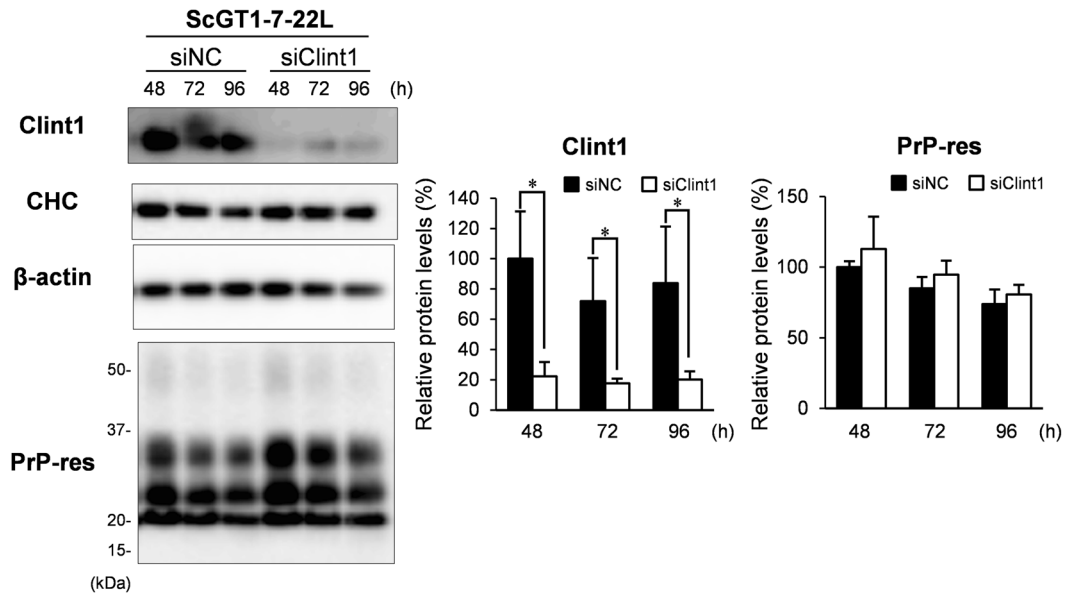 ScGT1-7-22L
siNC siClint1
48 72 96 48 72 96 (h)
Clint1
CHC
β-actin
50-
37-
PrP-res
20-
15-
(kDa)
Clint1
siNC siClint1
Relative protein levels (%)
140
120
100
80
60
40
20
0
* * *
48 72 96 (h)
PrP-res
siNC siClint1
Relative protein levels (%)
150
100
50
0
48 72 96 (h)